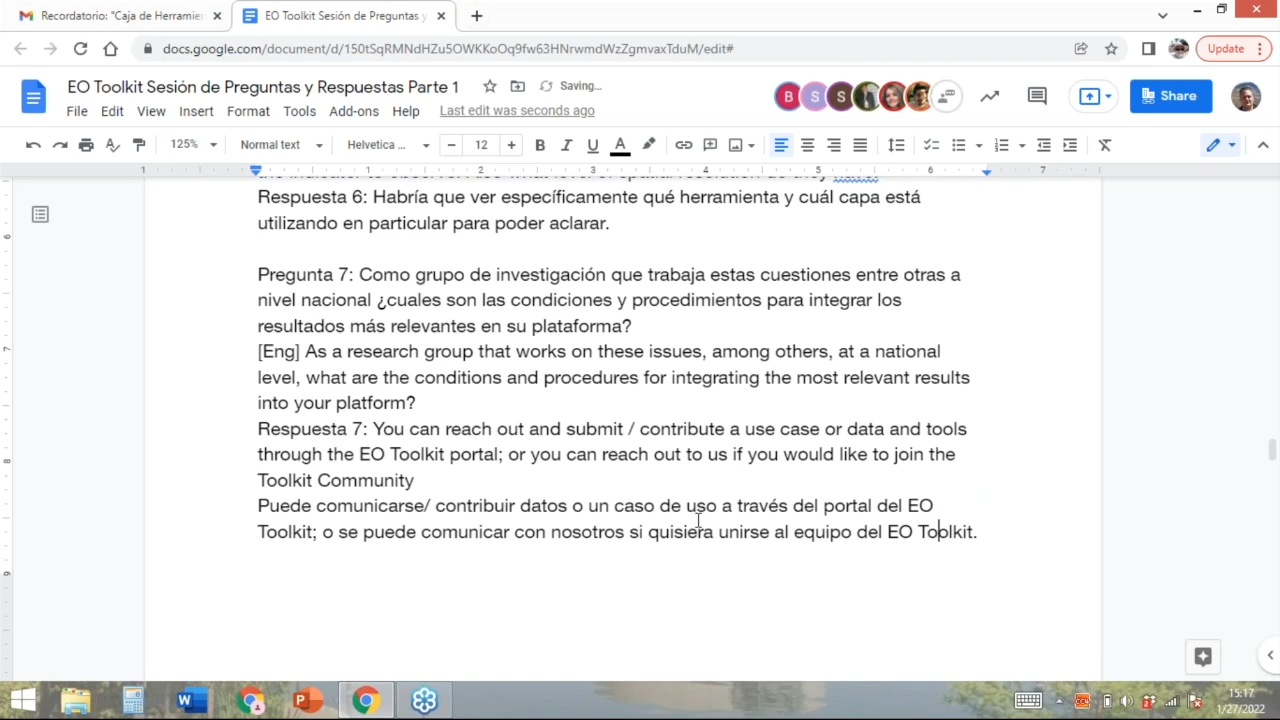 Recordatorio: "Caja de Herramie
EO Toolkit Sesión de Preguntas y
docs.google.com/document/d/150tSqRMNdHZu5OWKKoOq9fw63HNrwmdWzZgmvaxTduM/edit#
Update
EO Toolkit Sesión de Preguntas y Respuestas Parte 1
Saving...
B S S
Share
File Edit View Insert Format Tools Add-ons Help Last edit was seconds ago
125% Normal text Helvetica ... 12 B I U A
1 1 2 3 4 5 6 7
Respuesta 6: Habría que ver específicamente qué herramienta y cuál capa está
utilizando en particular para poder aclarar.
Pregunta 7: Como grupo de investigación que trabaja estas cuestiones entre otras a
nivel nacional ¿cuales son las condiciones y procedimientos para integrar los
resultados más relevantes en su plataforma?
[Eng] As a research group that works on these issues, among others, at a national
level, what are the conditions and procedures for integrating the most relevant results
into your platform?
Respuesta 7: You can reach out and submit / contribute a use case or data and tools
through the EO Toolkit portal; or you can reach out to us if you would like to join the
Toolkit Community
Puede comunicarse/ contribuir datos o un caso de uso a través del portal del EO
Toolkit; o se puede comunicar con nosotros si quisiera unirse al equipo del EO Toolkit.
15:17
1/27/2022